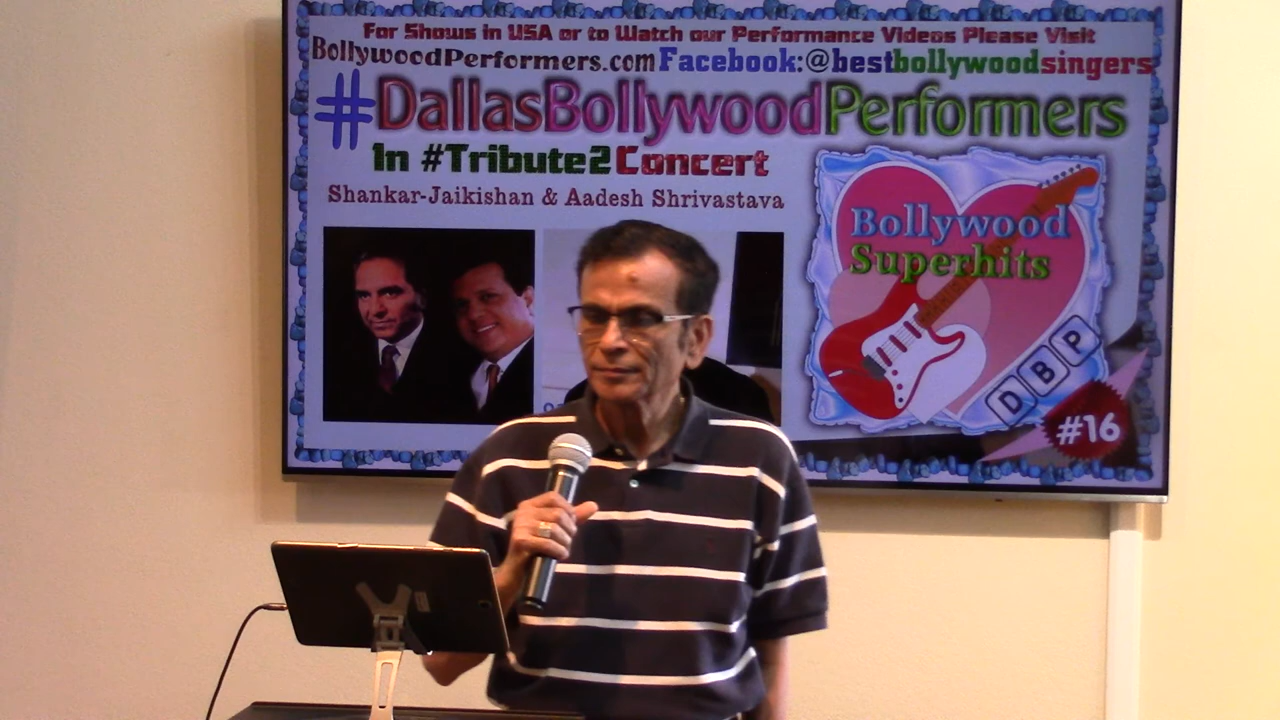 For Shows in USA or to Watch our Performance Videos Please Visit
BollywoodPerformers.com Facebook:@bestbollywoodsingers
#DallasBollywoodPerformers
In #Tribute2Concert
Shankar-Jaikishan & Aadesh Shrivastava
Bollywood
Superhits
DBP
#16